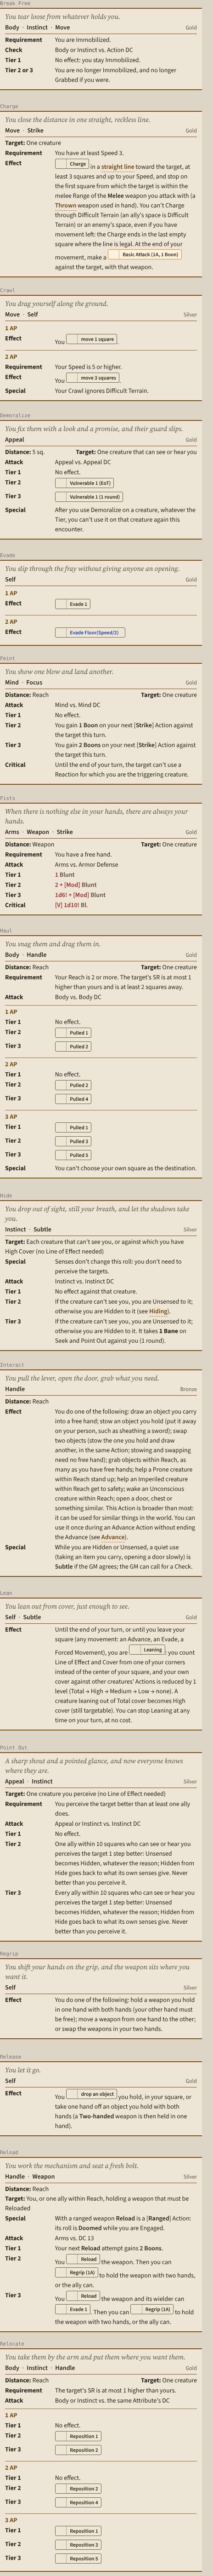 Break Free
You tear loose from whatever holds you.
Body · Instinct · Move Gold
Requirement You are Immobilized.
Check Body or Instinct vs. Action DC
Tier 1 No effect: you stay Immobilized.
Tier 2 or 3 You are no longer Immobilized, and no longer
Grabbed if you were.
Charge
You close the distance in one straight, reckless line.
Move · Strike Gold
Target: One creature
Requirement You have at least Speed 3.
Effect Charge in a straight line toward the target, at
least 3 squares and up to your Speed, and stop on
the first square from which the target is within the
melee Range of the Melee weapon you attack with (a
Thrown weapon used in hand). You can't Charge
through Difficult Terrain (an ally's space is Difficult
Terrain) or an enemy's space, even if you have
movement left: the Charge ends in the last empty
square where the line is legal. At the end of your
movement, make a Basic Attack (1A, 1 Boon)
against the target, with that weapon.
Crawl
You drag yourself along the ground.
Move · Self Silver
1 AP
Effect You move 1 square
2 AP
Requirement Your Speed is 5 or higher.
Effect You move 3 squares
Special Your Crawl ignores Difficult Terrain.
Demoralize
You fix them with a look and a promise, and their guard slips.
Appeal Gold
Distance: 5 sq. Target: One creature that can see or hear you
Attack Appeal vs. Appeal DC
Tier 1 No effect.
Tier 2 Vulnerable 1 (EoT)
Tier 3 Vulnerable 1 (1 round)
Special After you use Demoralize on a creature, whatever the
Tier, you can't use it on that creature again this
encounter.
Evade
You slip through the fray without giving anyone an opening.
Self Gold
1 AP
Effect Evade 1
2 AP
Effect Evade Floor(Speed/2)
Feint
You show one blow and land another.
Mind · Focus Gold
Distance: Reach Target: One creature
Attack Mind vs. Mind DC
Tier 1 No effect.
Tier 2 You gain 1 Boon on your next [Strike] Action against
the target this turn.
Tier 3 You gain 2 Boons on your next [Strike] Action against
the target this turn.
Critical Until the end of your turn, the target can't use a
Reaction for which you are the triggering creature.
Fists
When there is nothing else in your hands, there are always your
hands.
Arms · Weapon · Strike Gold
Distance: Weapon Target: One creature
Requirement You have a free hand.
Attack Arms vs. Armor Defense
Tier 1 1 Blunt
Tier 2 2 + [Mod] Blunt
Tier 3 1d6! + [Mod] Blunt
Critical [V] 1d10! Bl.
Haul
You snag them and drag them in.
Body · Handle Gold
Distance: Reach Target: One creature
Requirement Your Reach is 2 or more. The target's SR is at most 1
higher than yours and is at least 2 squares away.
Attack Body vs. Body DC
1 AP
Tier 1 No effect.
Tier 2 Pulled 1
Tier 3 Pulled 2
2 AP
Tier 1 No effect.
Tier 2 Pulled 2
Tier 3 Pulled 4
3 AP
Tier 1 Pulled 1
Tier 2 Pulled 3
Tier 3 Pulled 5
Special You can't choose your own square as the destination.
Hide
You drop out of sight, still your breath, and let the shadows take
you.
Instinct · Subtle Silver
Target: Each creature that can't see you, or against which you have
High Cover (no Line of Effect needed)
Special Senses don't change this roll: you don't need to
perceive the targets.
Attack Instinct vs. Instinct DC
Tier 1 No effect against that creature.
Tier 2 If the creature can't see you, you are Unsensed to it;
otherwise you are Hidden to it (see Hiding).
Tier 3 If the creature can't see you, you are Unsensed to it;
otherwise you are Hidden to it. It takes 1 Bane on
Seek and Point Out against you (1 round).
Interact
You pull the lever, open the door, grab what you need.
Handle Bronze
Distance: Reach
Effect You do one of the following: draw an object you carry
into a free hand; stow an object you hold (put it away
on your person, such as sheathing a sword); swap
two objects (stow the one you hold and draw
another, in the same Action; stowing and swapping
need no free hand); grab objects within Reach, as
many as you have free hands; help a Prone creature
within Reach stand up; help an Imperiled creature
within Reach get to safety; wake an Unconscious
creature within Reach; open a door, chest or
something similar. This Action is broader than most:
it can be used for similar things in the world. You can
use it once during an Advance Action without ending
the Advance (see Advance).
Special While you are Hidden or Unsensed, a quiet use
(taking an item you carry, opening a door slowly) is
Subtle if the GM agrees; the GM can call for a Check.
Lean
You lean out from cover, just enough to see.
Self · Subtle Gold
Effect Until the end of your turn, or until you leave your
square (any movement: an Advance, an Evade, a
Forced Movement), you are Leaning: you count
Line of Effect and Cover from one of your corners
instead of the center of your square, and your own
cover against other creatures' Actions is reduced by 1
level (Total → High → Medium → Low → none). A
creature leaning out of Total cover becomes High
cover (still targetable). You can stop Leaning at any
time on your turn, at no cost.
Point Out
A sharp shout and a pointed glance, and now everyone knows
where they are.
Appeal · Instinct Silver
Target: One creature you perceive (no Line of Effect needed)
Requirement You perceive the target better than at least one ally
does.
Attack Appeal or Instinct vs. Instinct DC
Tier 1 No effect.
Tier 2 One ally within 10 squares who can see or hear you
perceives the target 1 step better: Unsensed
becomes Hidden, whatever the reason; Hidden from
Hide goes back to what its own senses give. Never
better than you perceive it.
Tier 3 Every ally within 10 squares who can see or hear you
perceives the target 1 step better: Unsensed
becomes Hidden, whatever the reason; Hidden from
Hide goes back to what its own senses give. Never
better than you perceive it.
Regrip
You shift your hands on the grip, and the weapon sits where you
want it.
Self Silver
Effect You do one of the following: hold a weapon you hold
in one hand with both hands (your other hand must
be free); move a weapon from one hand to the other;
or swap the weapons in your two hands.
Release
You let it go.
Self Gold
Effect You drop an object you hold, in your square, or
take one hand off an object you hold with both
hands (a Two-handed weapon is then held in one
hand).
Reload
You work the mechanism and seat a fresh bolt.
Handle · Weapon Silver
Distance: Reach
Target: You, or one ally within Reach, holding a weapon that must be
Reloaded
Special With a ranged weapon Reload is a [Ranged] Action:
its roll is Doomed while you are Engaged.
Attack Arms vs. DC 13
Tier 1 Your next Reload attempt gains 2 Boons.
Tier 2 You Reload the weapon. Then you can
Regrip (1A) to hold the weapon with two hands,
or the ally can.
Tier 3 You Reload the weapon and its wielder can
Evade 1. Then you can Regrip (1A) to hold
the weapon with two hands, or the ally can.
Relocate
You take them by the arm and put them where you want them.
Body · Instinct · Handle Gold
Distance: Reach Target: One creature
Requirement The target's SR is at most 1 higher than yours.
Attack Body or Instinct vs. the same Attribute's DC
1 AP
Tier 1 No effect.
Tier 2 Reposition 1
Tier 3 Reposition 2
2 AP
Tier 1 No effect.
Tier 2 Reposition 2
Tier 3 Reposition 4
3 AP
Tier 1 Reposition 1
Tier 2 Reposition 3
Tier 3 Reposition 5